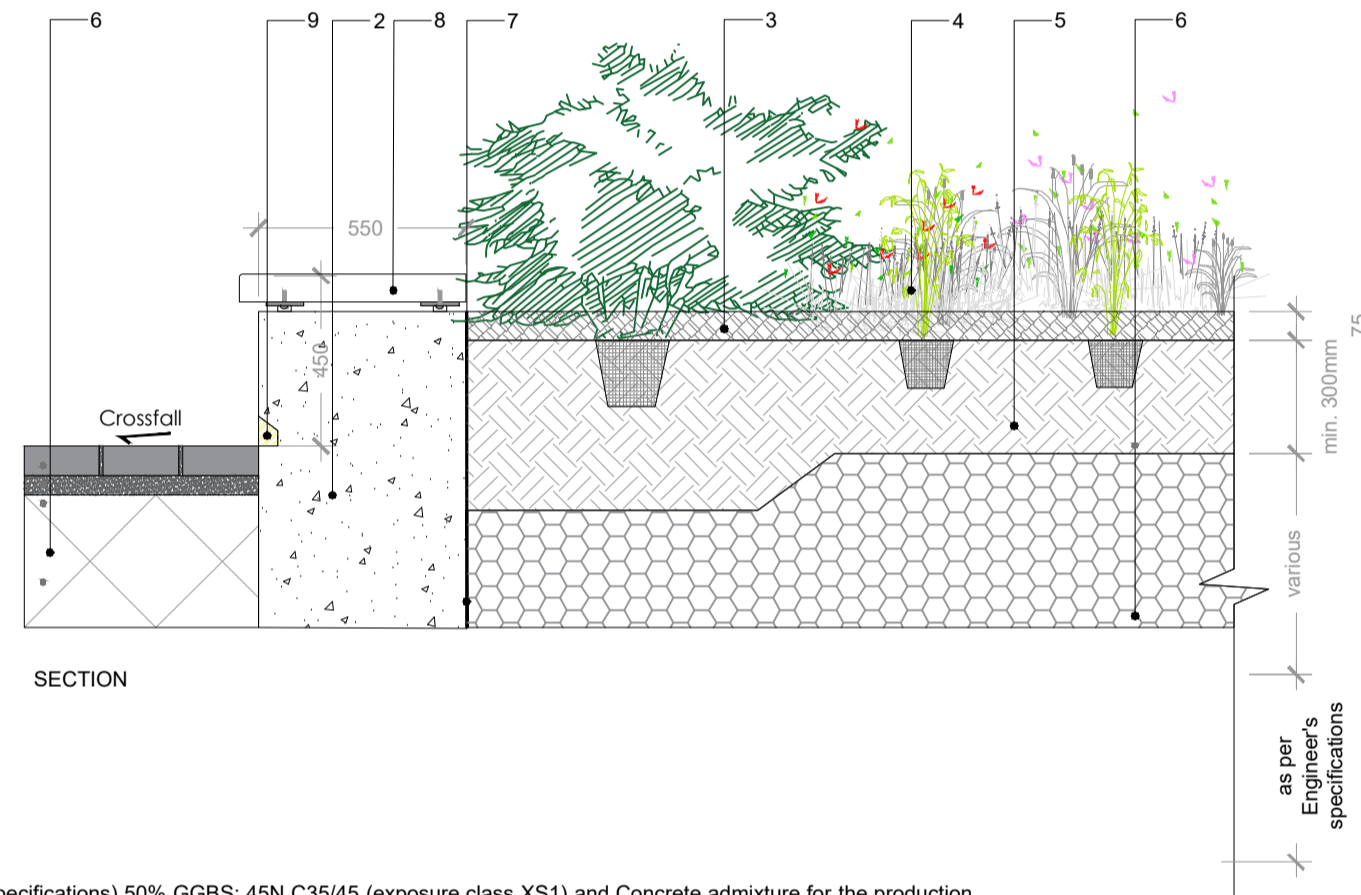 6 9 2 8 7 3 4 5 6
550
75
450
min. 300mm
Crossfall
various
SECTION
as per
Engineer's
specifications
specifications) 50% GGBS: 45N C35/45 (exposure class XS1) and Concrete admixture for the production